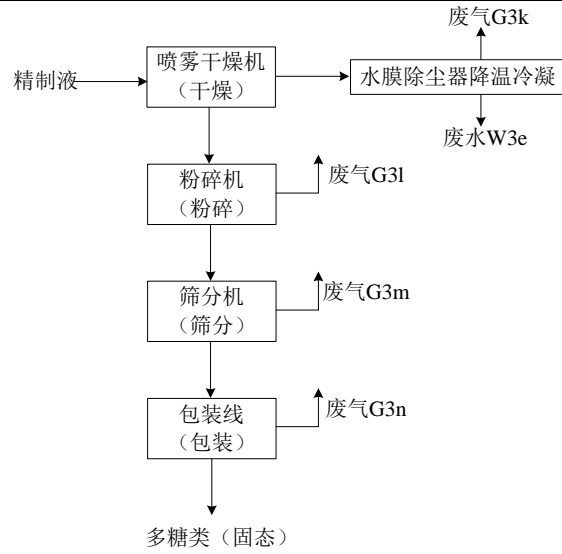 废气G3k
精制液
喷雾干燥机
（干燥）
水膜除尘器降温冷凝
废水W3e
粉碎机
（粉碎）
废气G3l
筛分机
（筛分）
废气G3m
包装线
（包装）
废气G3n
多糖类（固态）